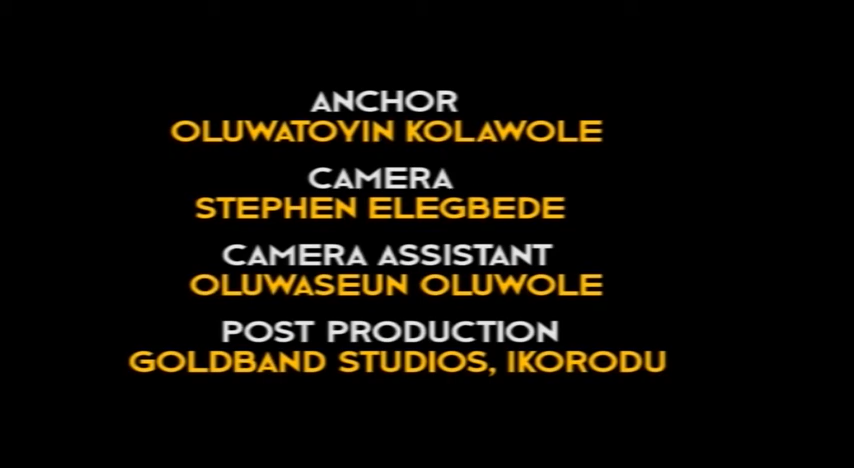 ANCHOR
OLUWATOYIN KOLAWOLE
CAMERA
STEPHEN ELEGBEDE
CAMERA ASSISTANT
OLUWASEUN OLUWOLE
POST PRODUCTION
GOLDBAND STUDIOS, IKORODU